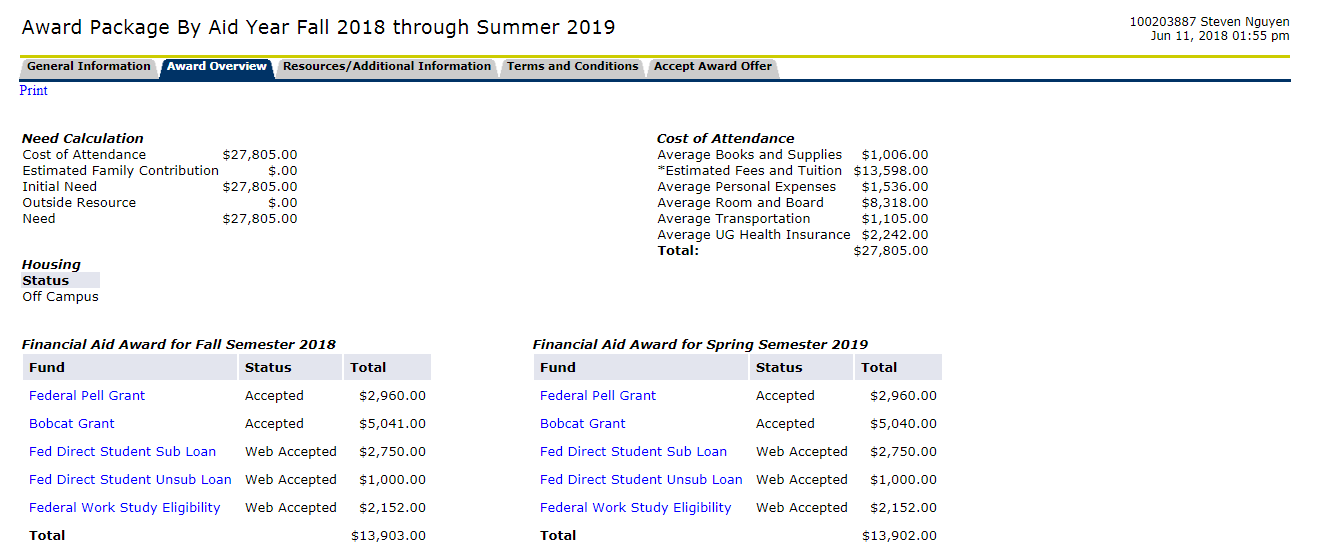 Award Package By Aid Year Fall 2018 through Summer 2019
100203887 Steven Nguyen
Jun 11, 2018 01:55 pm
General Information Award Overview Resources/Additional Information Terms and Conditions Accept Award Offer
Print
Need Calculation
Cost of Attendance $27,805.00
Estimated Family Contribution $.00
Initial Need $27,805.00
Outside Resource $.00
Need $27,805.00
Cost of Attendance
Average Books and Supplies $1,006.00
*Estimated Fees and Tuition $13,598.00
Average Personal Expenses $1,536.00
Average Room and Board $8,318.00
Average Transportation $1,105.00
Average UG Health Insurance $2,242.00
Total: $27,805.00
Housing
Status
Off Campus
Financial Aid Award for Fall Semester 2018
Fund Status Total
Federal Pell Grant Accepted $2,960.00
Bobcat Grant Accepted $5,041.00
Fed Direct Student Sub Loan Web Accepted $2,750.00
Fed Direct Student Unsub Loan Web Accepted $1,000.00
Federal Work Study Eligibility Web Accepted $2,152.00
Total $13,903.00
Financial Aid Award for Spring Semester 2019
Fund Status Total
Federal Pell Grant Accepted $2,960.00
Bobcat Grant Accepted $5,040.00
Fed Direct Student Sub Loan Web Accepted $2,750.00
Fed Direct Student Unsub Loan Web Accepted $1,000.00
Federal Work Study Eligibility Web Accepted $2,152.00
Total $13,902.00